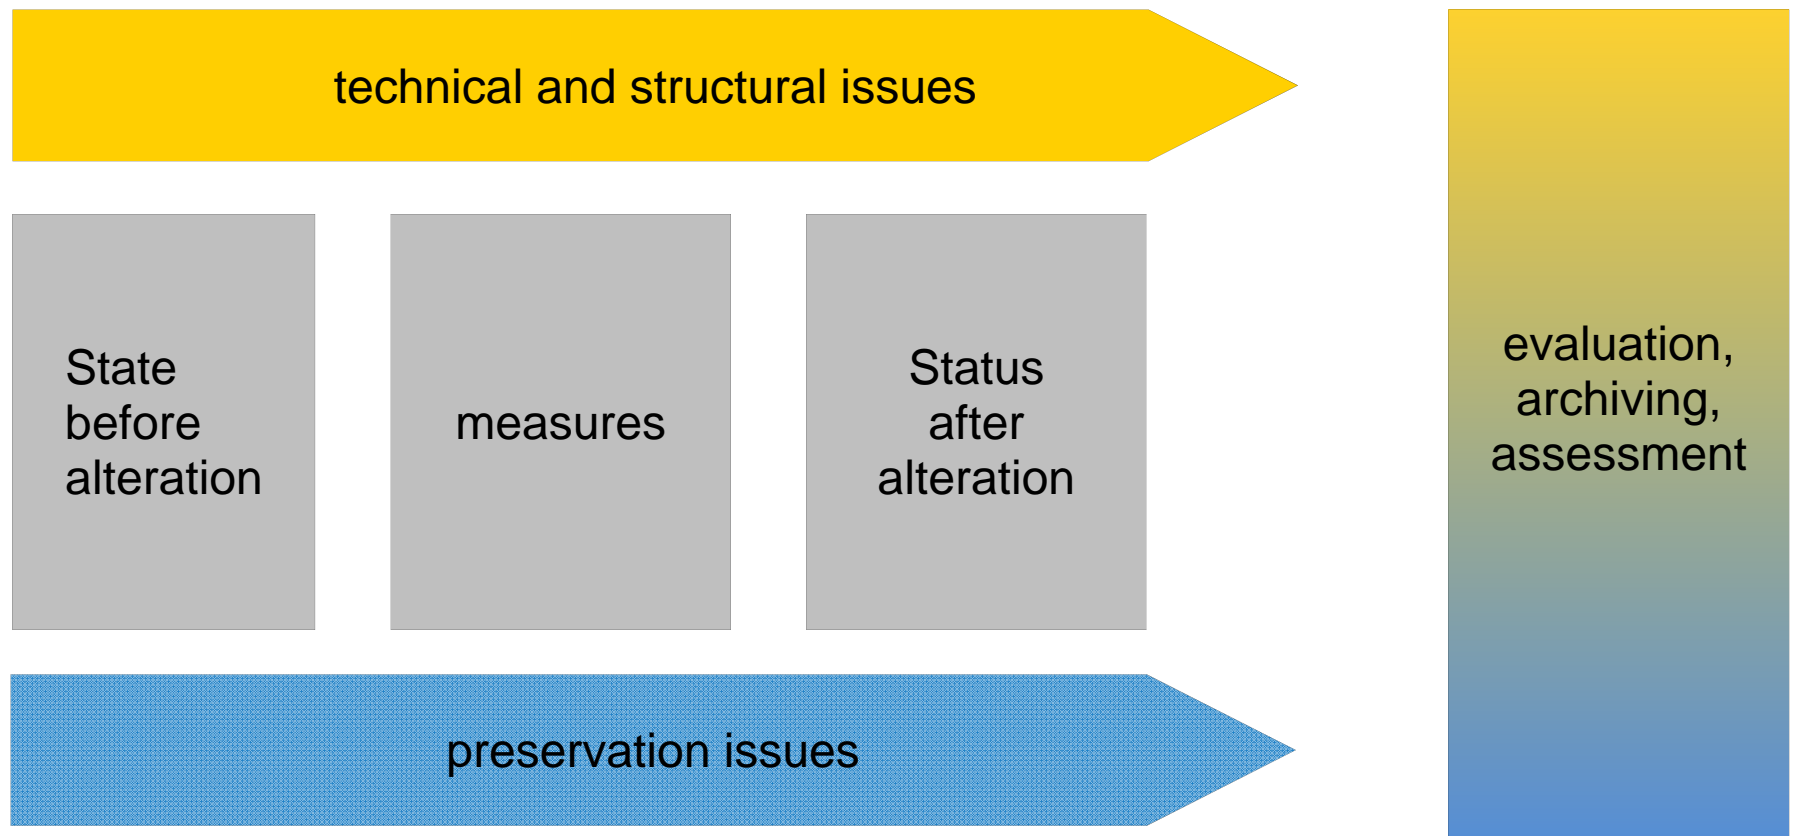 technical and structural issues
State
before
alteration
measures
Status
after
alteration
evaluation,
archiving,
assessment
preservation issues